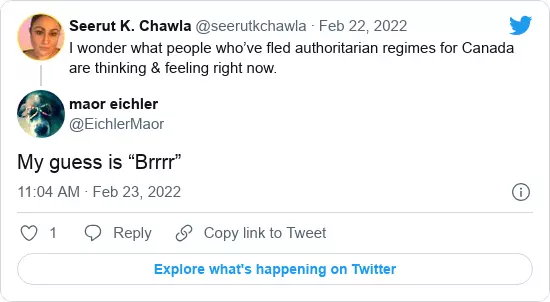 Seerut K. Chawla @seerutkchawla · Feb 22, 2022
I wonder what people who’ve fled authoritarian regimes for Canada
are thinking & feeling right now.
maor eichler
@EichlerMaor
My guess is “Brrrr”
11:04 AM · Feb 23, 2022
1 Reply Copy link to Tweet
Explore what's happening on Twitter